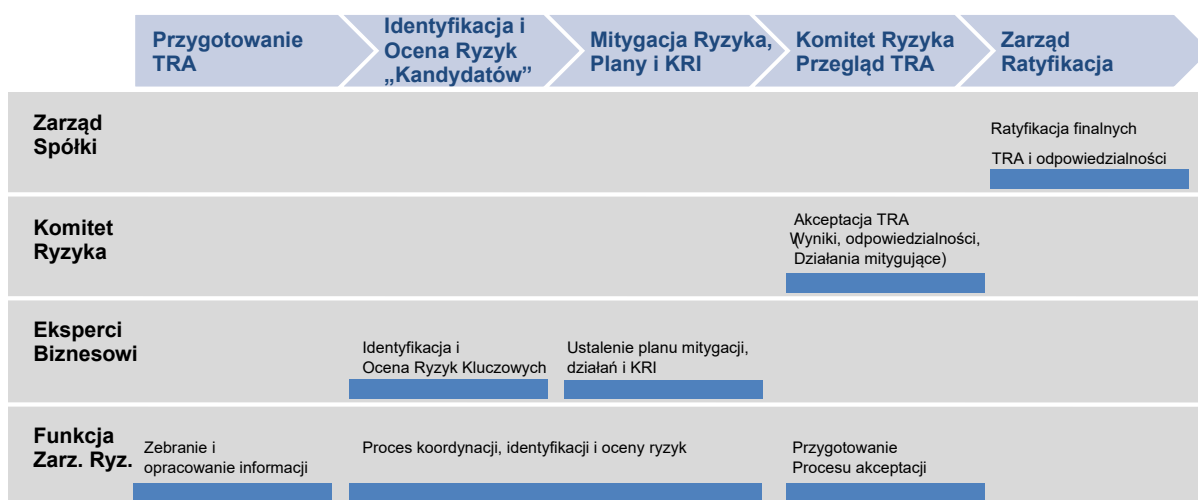 Przygotowanie
TRA
Identyfikacja i
Ocena Ryzyk
„Kandydatów”
Mitygacja Ryzyka,
Plany i KRI
Komitet Ryzyka
Przegląd TRA
Zarząd
Ratyfikacja
Zarząd
Spółki
Ratyfikacja finalnych
TRA i odpowiedzialności
Komitet
Ryzyka
Akceptacja TRA
(Wyniki, odpowiedzialności,
Działania mitygujące)
Eksperci
Biznesowi
Identyfikacja i
Ocena Ryzyk Kluczowych
Ustalenie planu mitygacji,
działań i KRI
Funkcja
Zarz. Ryz.
Zebranie i
opracowanie informacji
Proces koordynacji, identyfikacji i oceny ryzyk
Przygotowanie
Procesu akceptacji